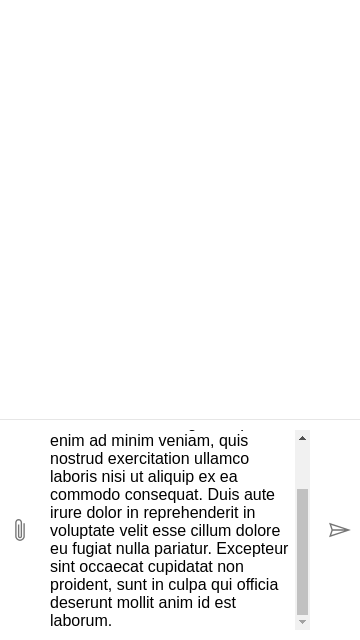 enim ad minim veniam, quis
nostrud exercitation ullamco
laboris nisi ut aliquip ex ea
commodo consequat. Duis aute
irure dolor in reprehenderit in
voluptate velit esse cillum dolore
eu fugiat nulla pariatur. Excepteur
sint occaecat cupidatat non
proident, sunt in culpa qui officia
deserunt mollit anim id est
laborum.